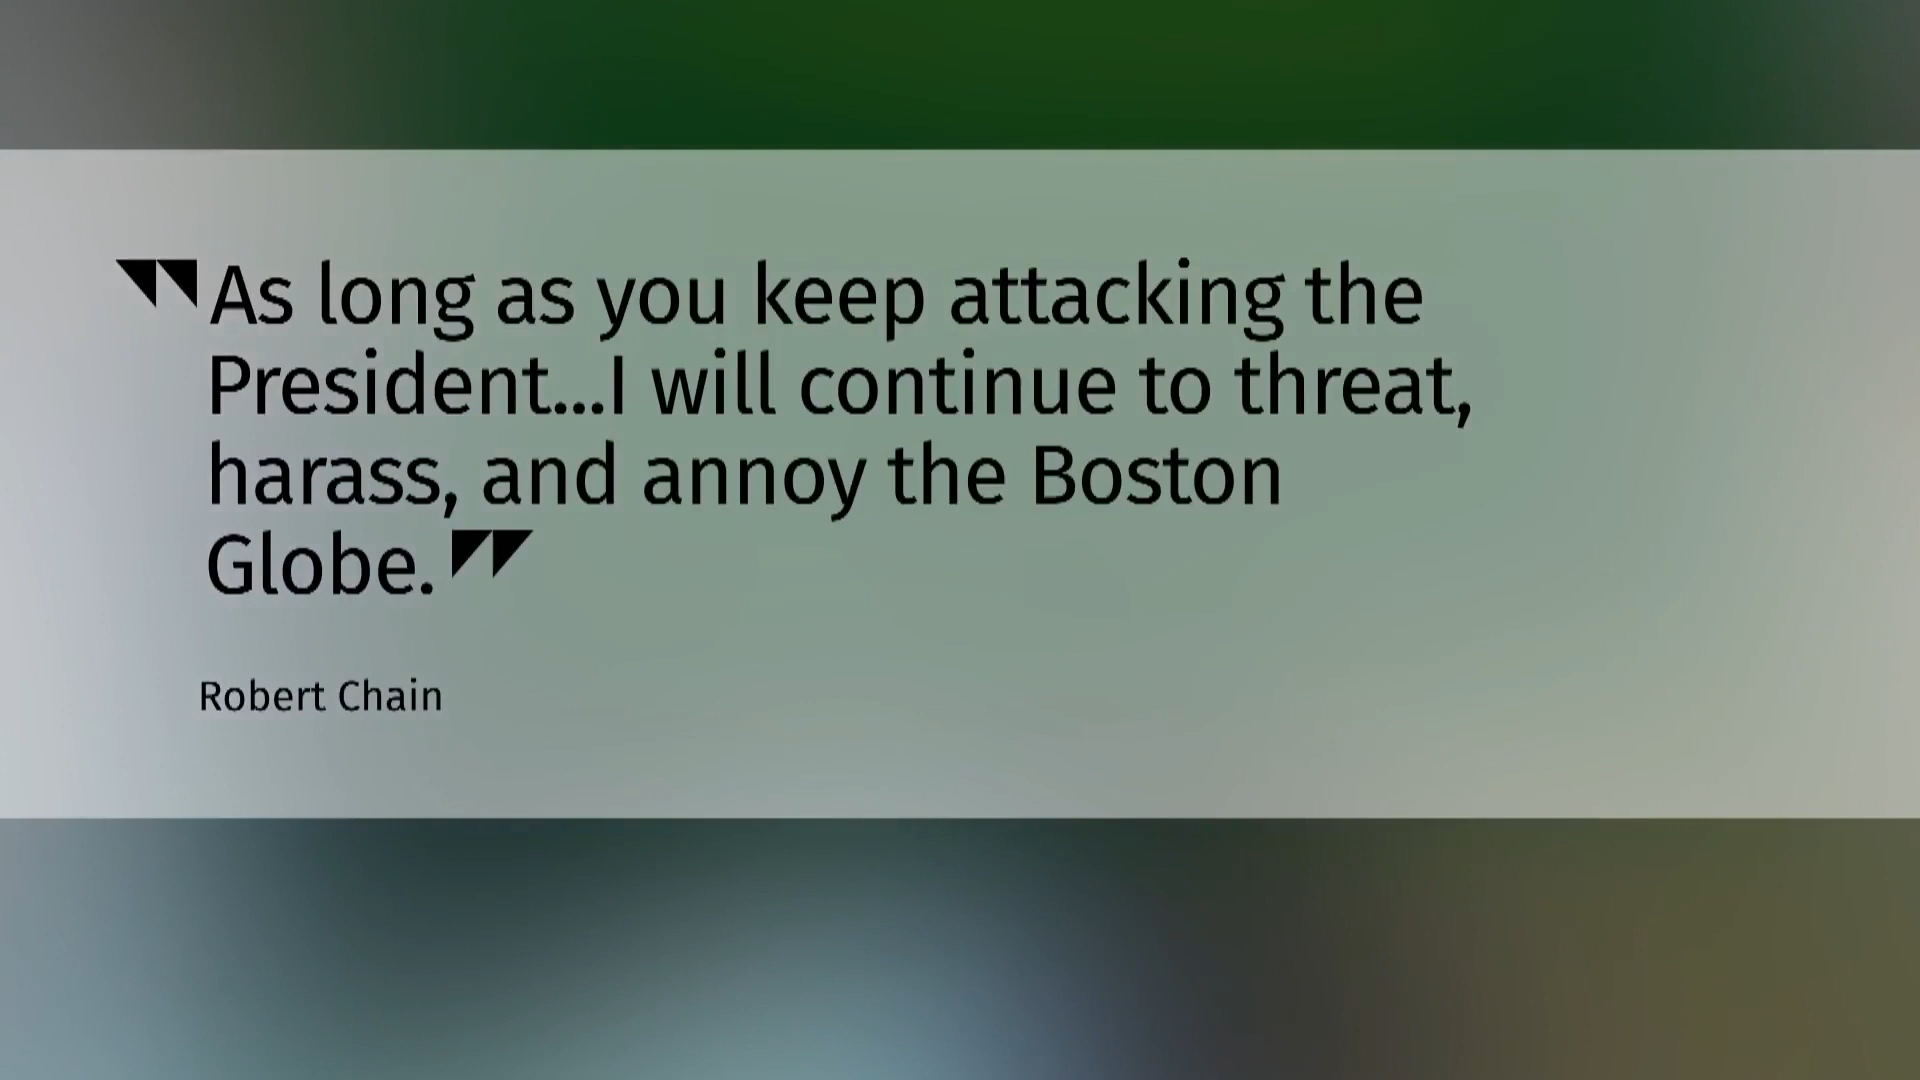 "As long as you keep attacking the
President...I will continue to threat,
harass, and annoy the Boston
Globe."
Robert Chain